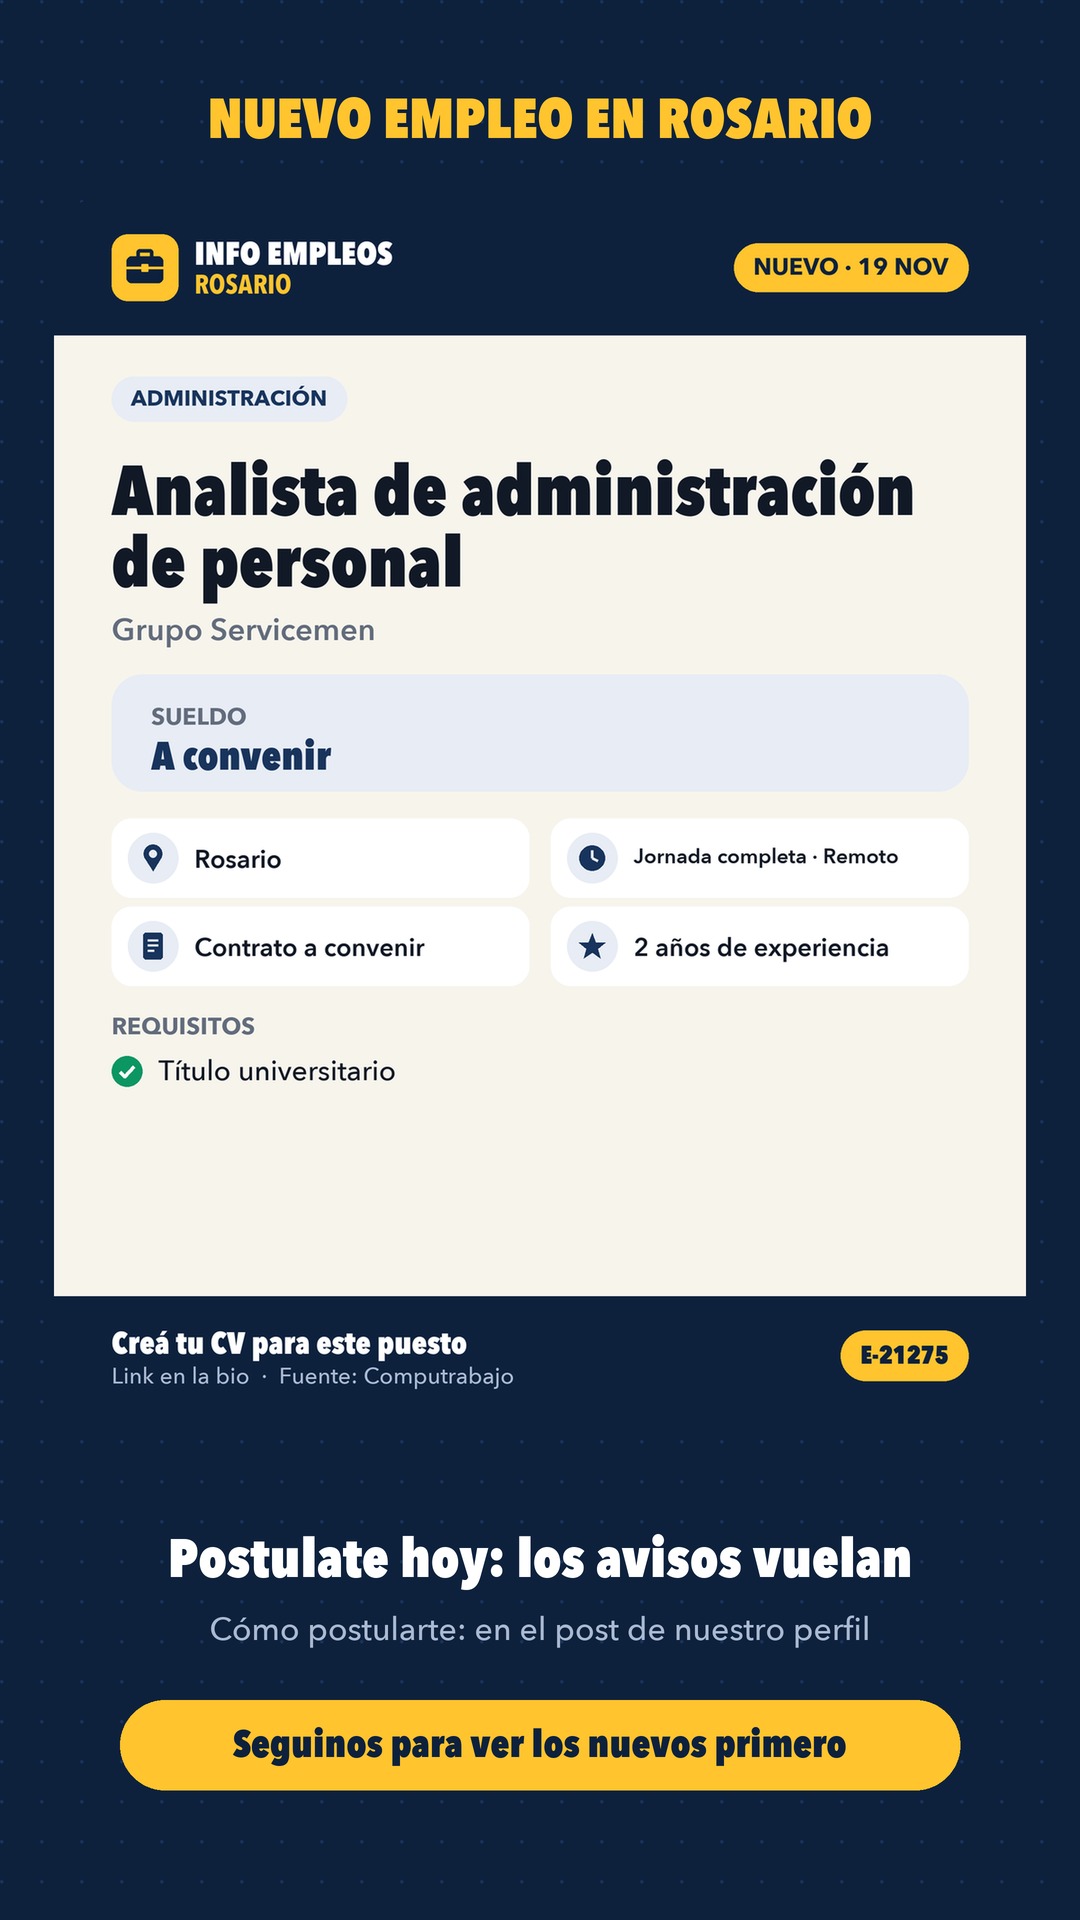 NUEVO EMPLEO EN ROSARIO
INFO EMPLEOS
ROSARIO
NUEVO · 19 NOV
ADMINISTRACIÓN
Analista de administración
de personal
Grupo Servicemen
SUELDO
A convenir
Rosario
Jornada completa · Remoto
Contrato a convenir
2 años de experiencia
REQUISITOS
Título universitario
Creá tu CV para este puesto
Link en la bio · Fuente: Computrabajo
E-21275
Postulate hoy: los avisos vuelan
Cómo postularte: en el post de nuestro perfil
Seguinos para ver los nuevos primero